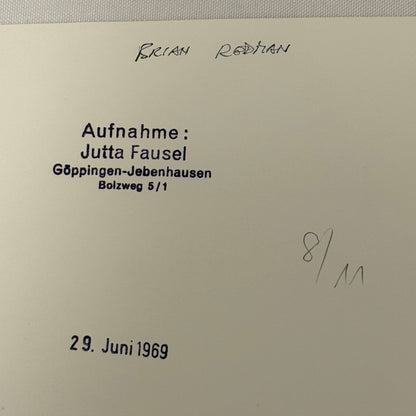 BRIAN REDMAN
Aufnahme:
Jutta Fausel
Göppingen-Jebenhausen
Bolzweg 5/1
8/11
29. Juni 1969